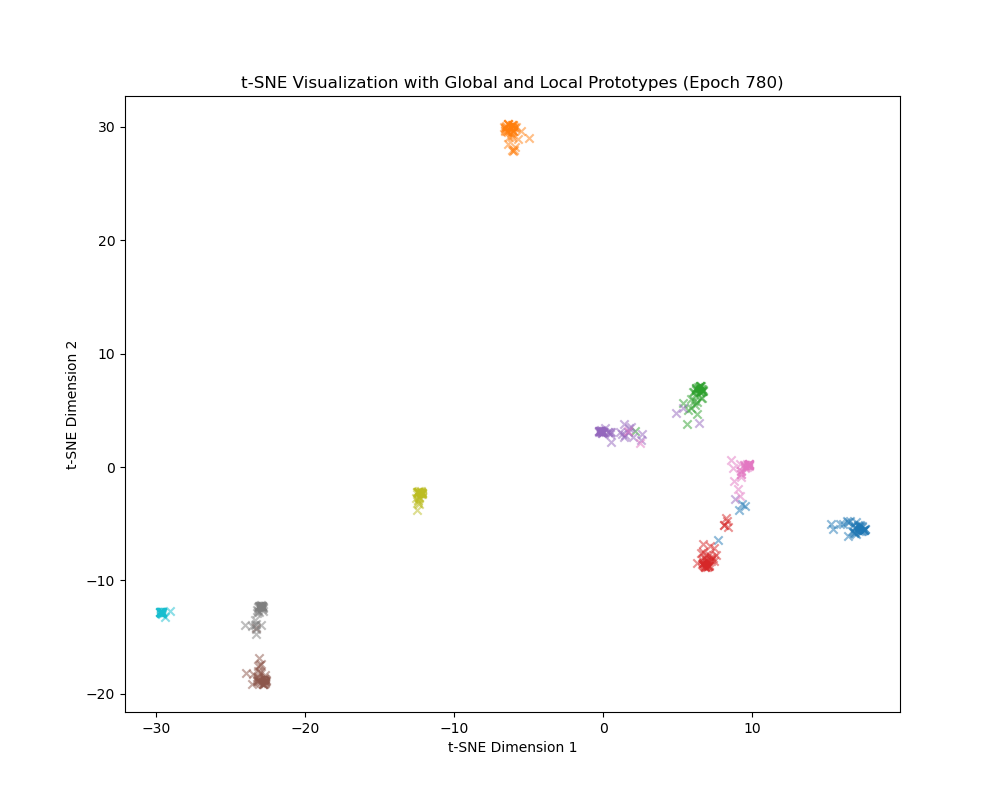 t-SNE Visualization with Global and Local Prototypes (Epoch 780)
30
20
10
0
−10
−20
t-SNE Dimension 2
−30 −20 −10 0 10
t-SNE Dimension 1